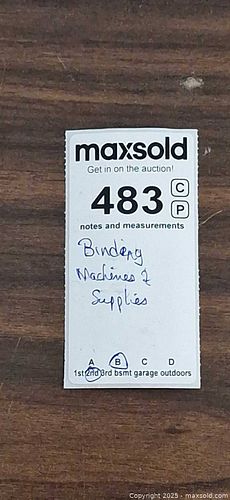 maxsold
Get in on the auction!
483 C
P
notes and measurements
Binding
Machines &
Supplies
A B C D
1st 2nd 3rd bsmt garage outdoors
Copyright 2025 - maxsold.com